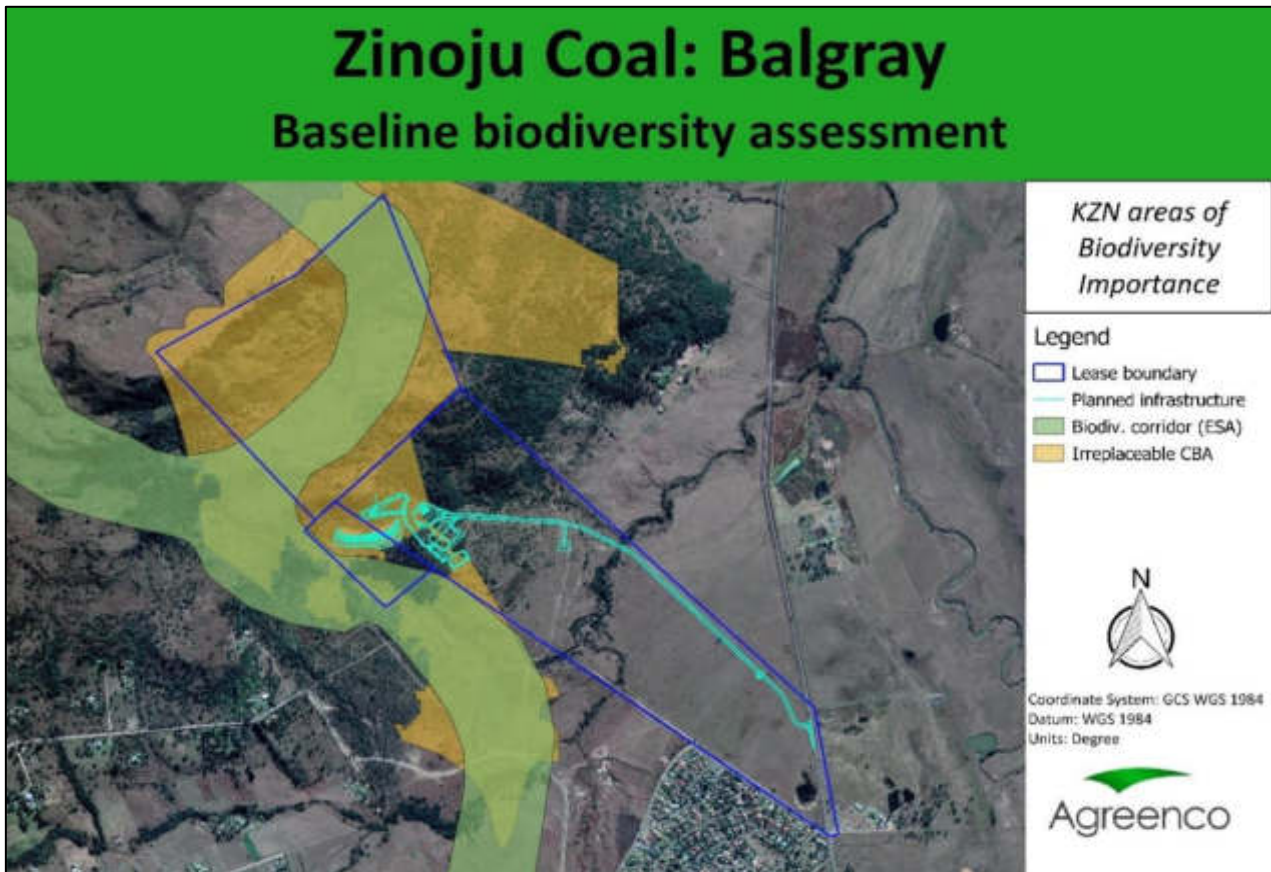 Zinoju Coal: Balgray
Baseline biodiversity assessment
KZN areas of
Biodiversity
Importance
Legend
Lease boundary
Planned infrastructure
Biodiv. corridor (ESA)
Irreplaceable CBA
N
Coordinate System: GCS WGS 1984
Datum: WGS 1984
Units: Degree
Agreenco